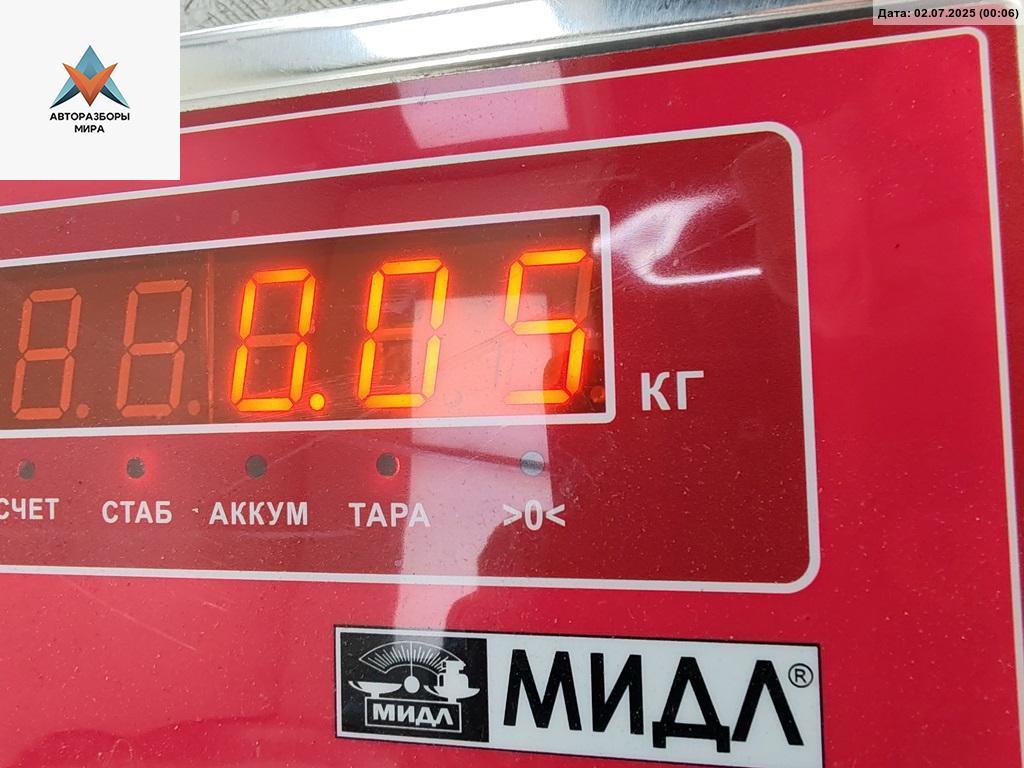 Дата: 02.07.2025 (00:06)
АВТОРАЗБОРЫ
МИРА
0.05
КГ
СЧЕТ СТАБ АККУМ ТАРА >0<
МИДЛ МИДЛ®